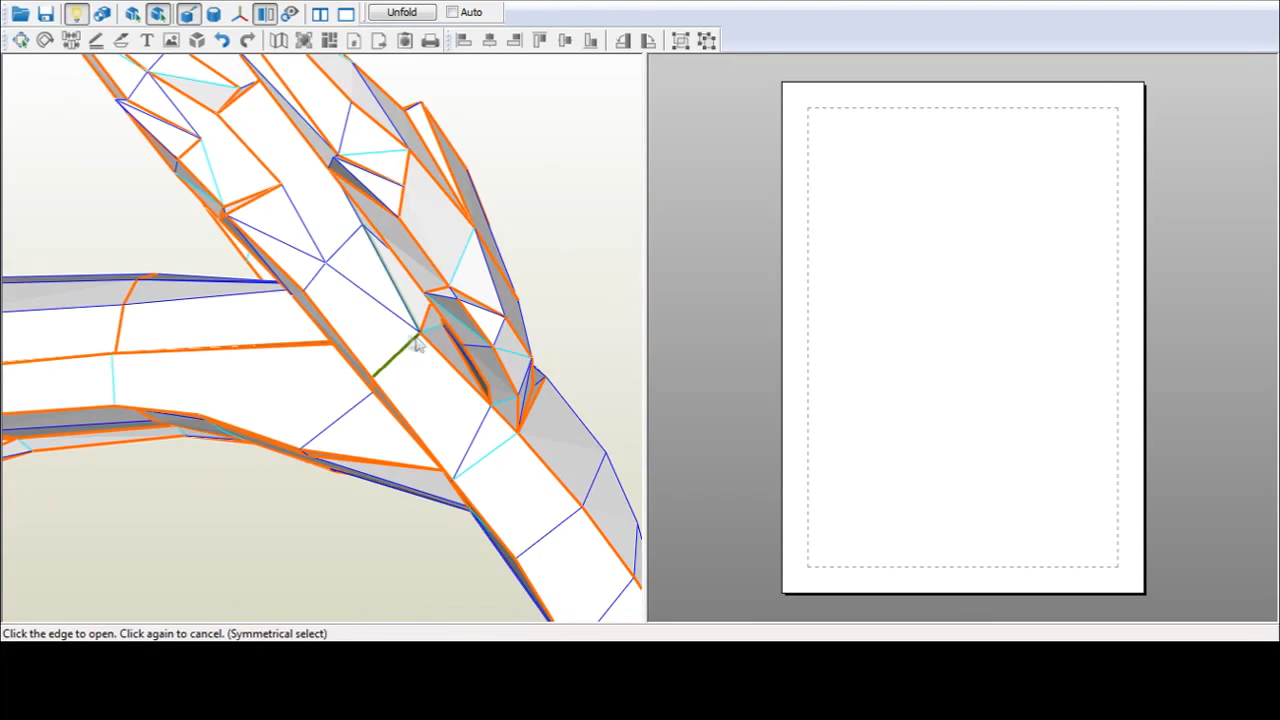 Unfold
Auto
Click the edge to open. Click again to cancel. (Symmetrical select)